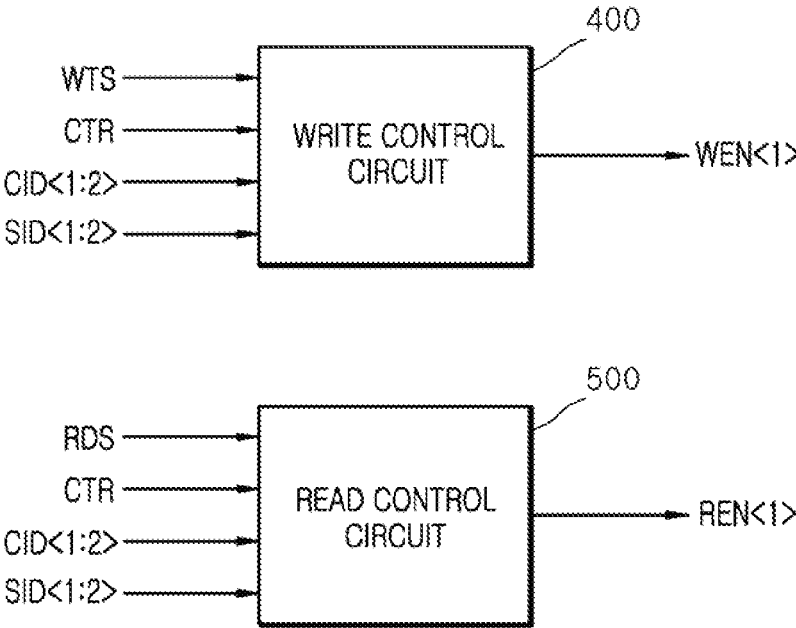 400
WTS
CTR
CID<1:2>
SID<1:2>
WRITE CONTROL
CIRCUIT
WEN<1>
500
RDS
CTR
CID<1:2>
SID<1:2>
READ CONTROL
CIRCUIT
REN<1>